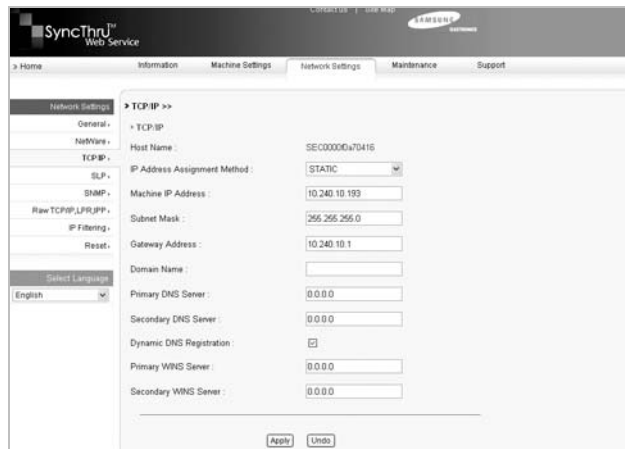 Contact Us | Site Map
SAMSUNG
ELECTRONICS
SyncThru™
Web Service
> Home
Information
Machine Settings
Network Settings
Maintenance
Support
Network Settings
General
NetWare
TCP/IP
SLP
SNMP
Raw TCP/IP,LPR,IPP
IP Filtering
Reset
Select Language
English
> TCP/IP >>
TCP/IP
Host Name :
IP Address Assignment Method : STATIC
Machine IP Address : 10.240.10.193
Subnet Mask : 255.255.255.0
Gateway Address : 10.240.10.1
Domain Name :
Primary DNS Server : 0.0.0.0
Secondary DNS Server : 0.0.0.0
Dynamic DNS Registration :
Primary WINS Server : 0.0.0.0
Secondary WINS Server : 0.0.0.0
Apply Undo